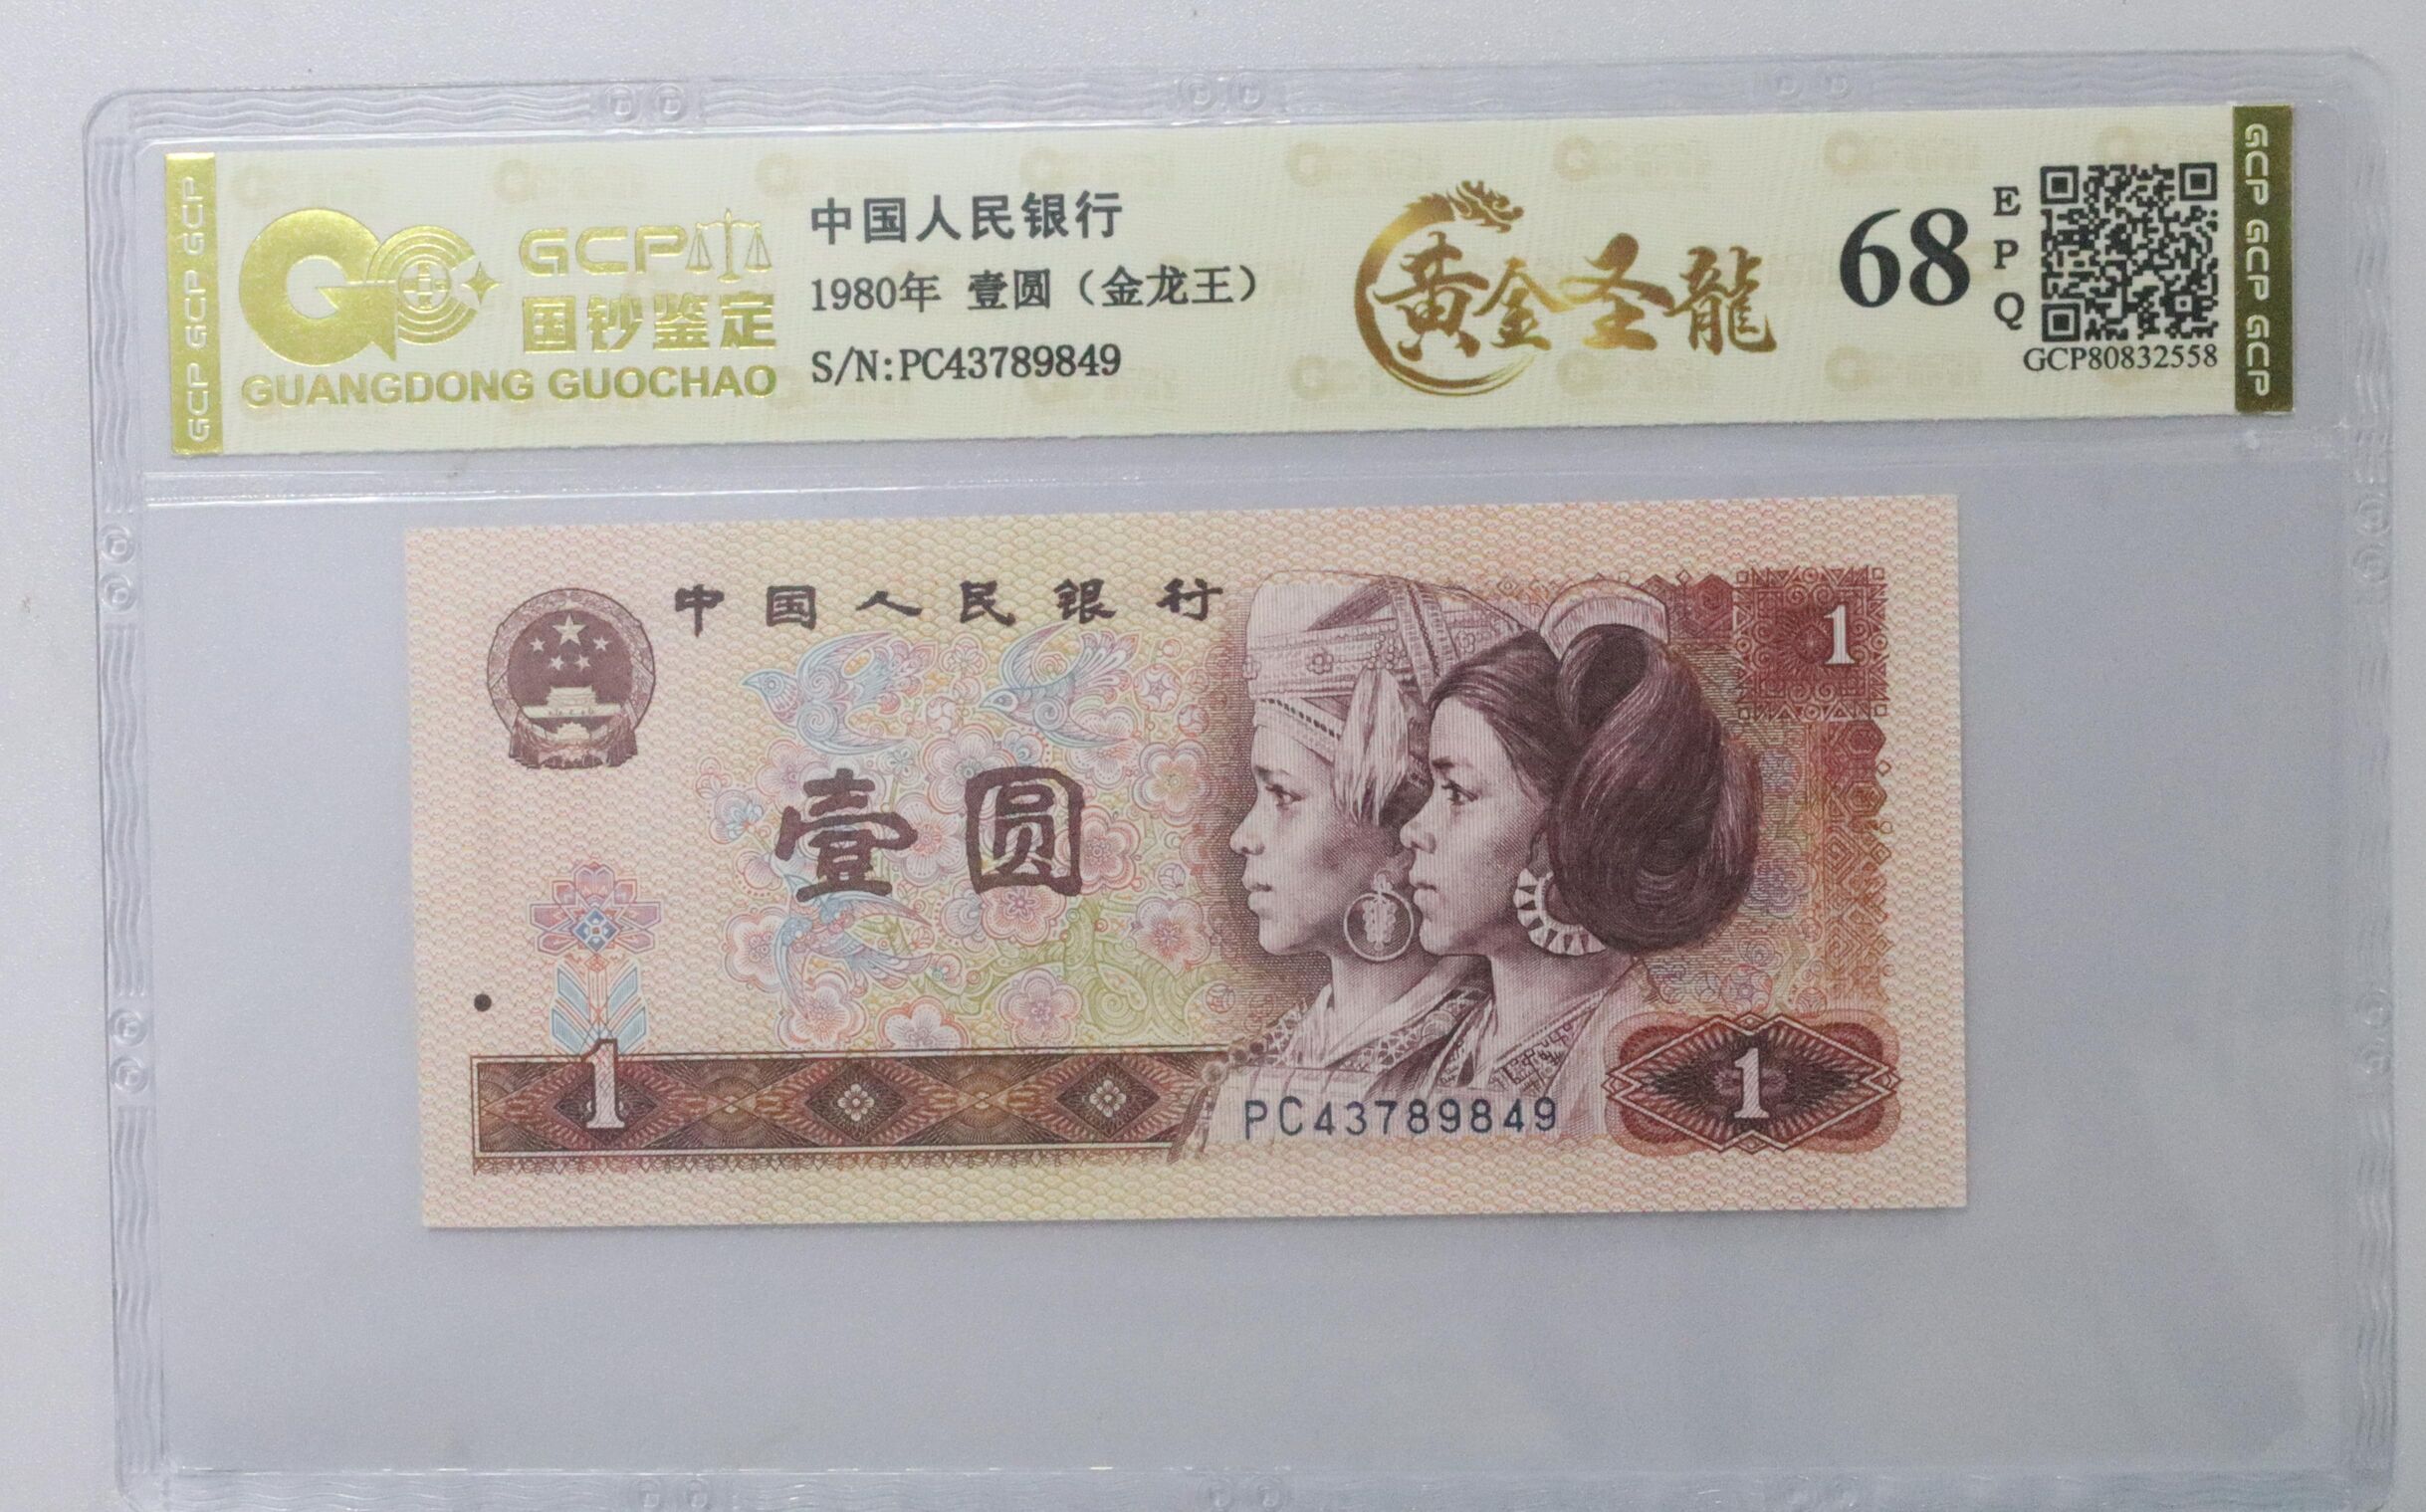 GCP GCP GCP
GCP
国钞鉴定
GUANGDONG GUOCHAO
中国人民银行
1980年 壹圆（金龙王）
S/N:PC43789849
黄金圣龍
68
E
P
Q
GCP80832558
GCP GCP GCP
中国人民银行
1
壹圆
1
PC43789849
1